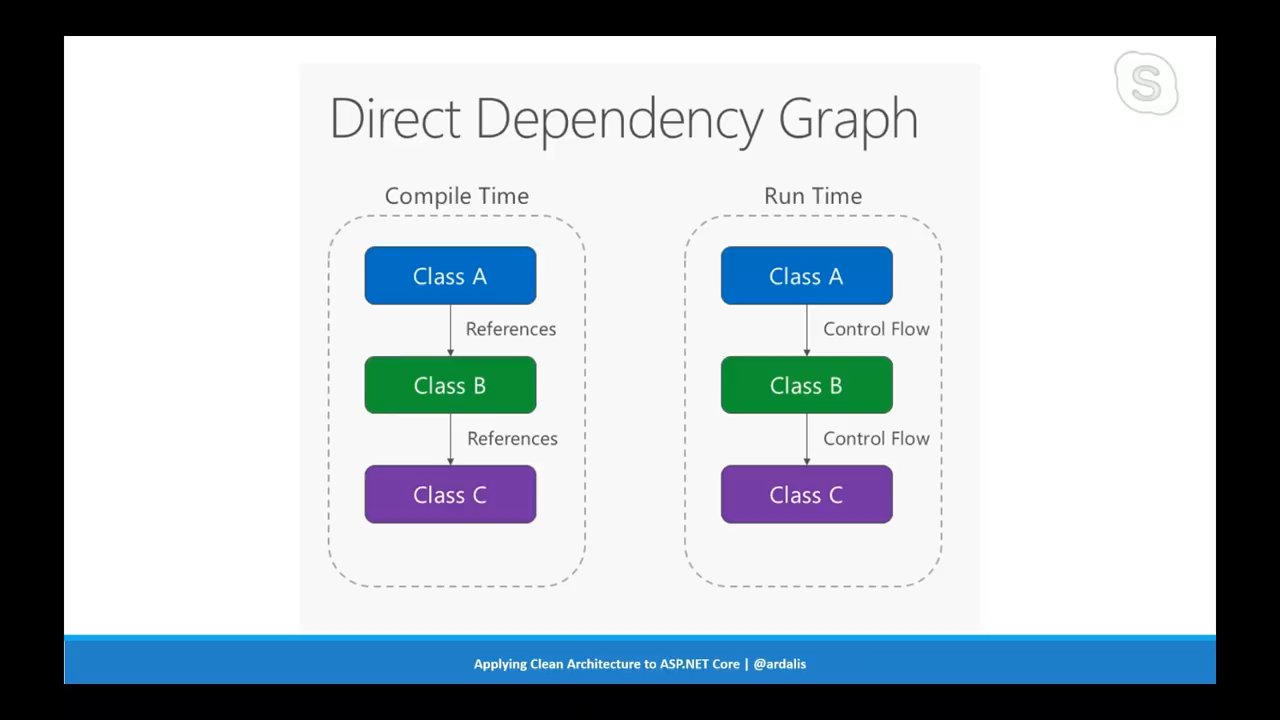 Direct Dependency Graph
Compile Time
Class A
References
Class B
References
Class C
Run Time
Class A
Control Flow
Class B
Control Flow
Class C
S
Applying Clean Architecture to ASP.NET Core | @ardalis